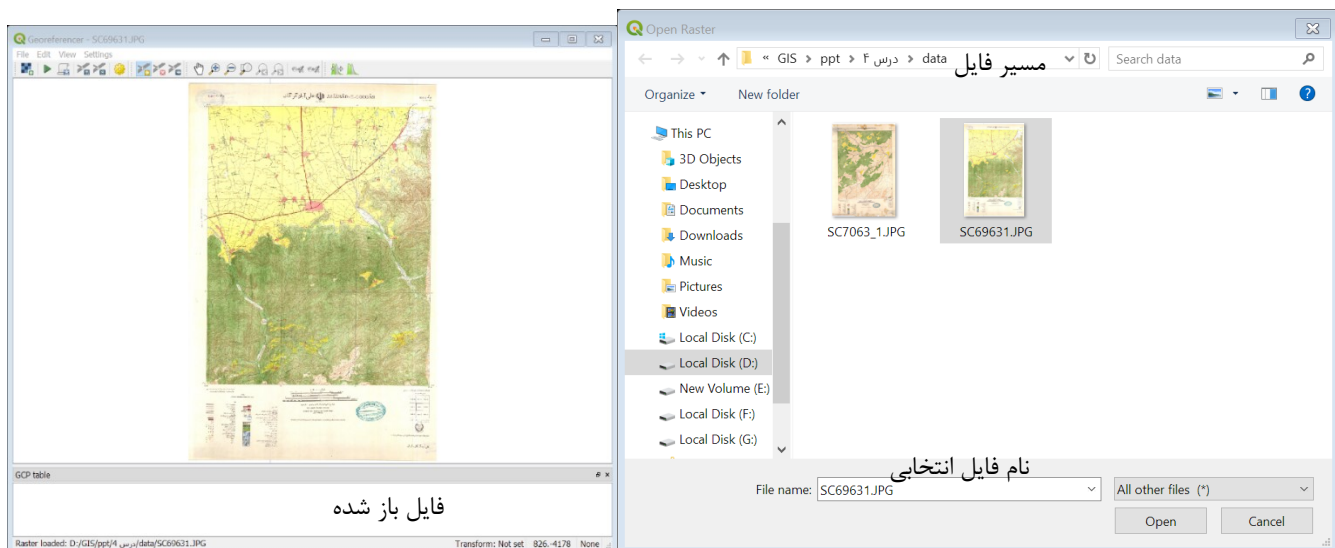 Georeferencer - SC69631.JPG
File Edit View Settings
GCP table
فایل باز شده
Raster loaded: D:/GIS/ppt/4 درس/data/SC69631.JPG
Transform: Not set 826,-4178 None
Open Raster
« GIS › ppt › درس ۴ › data
مسیر فایل
Search data
Organize
New folder
This PC
3D Objects
Desktop
Documents
Downloads
Music
Pictures
Videos
Local Disk (C:)
Local Disk (D:)
New Volume (E:)
Local Disk (F:)
Local Disk (G:)
SC7063_1.JPG
SC69631.JPG
نام فایل انتخابی
File name: SC69631.JPG
All other files (*)
Open
Cancel